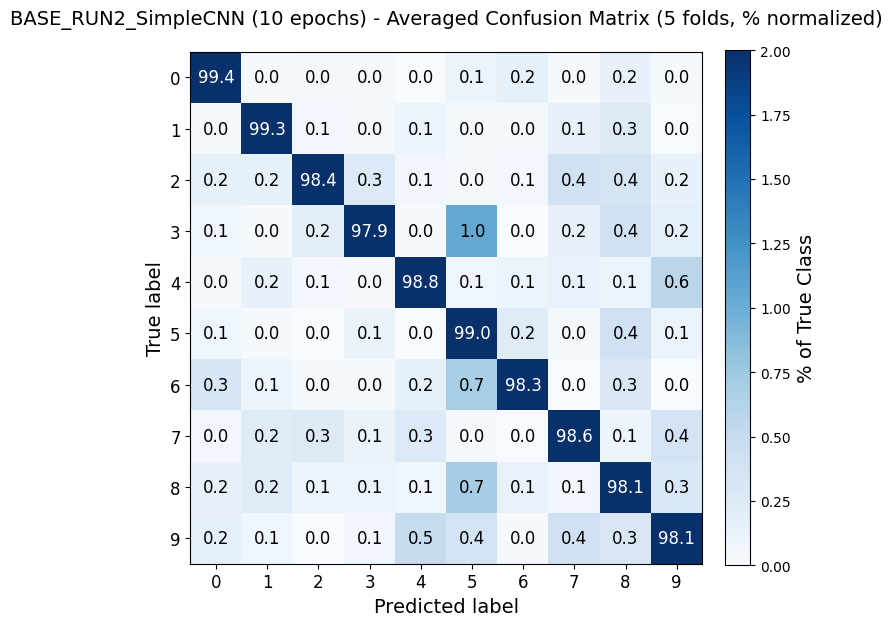 BASE_RUN2_SimpleCNN (10 epochs) - Averaged Confusion Matrix (5 folds, % normalized)
0 99.4 0.0 0.0 0.0 0.0 0.1 0.2 0.0 0.2 0.0
1 0.0 99.3 0.1 0.0 0.1 0.0 0.0 0.1 0.3 0.0
2 0.2 0.2 98.4 0.3 0.1 0.0 0.1 0.4 0.4 0.2
3 0.1 0.0 0.2 97.9 0.0 1.0 0.0 0.2 0.4 0.2
4 0.0 0.2 0.1 0.0 98.8 0.1 0.1 0.1 0.1 0.6
5 0.1 0.0 0.0 0.1 0.0 99.0 0.2 0.0 0.4 0.1
6 0.3 0.1 0.0 0.0 0.2 0.7 98.3 0.0 0.3 0.0
7 0.0 0.2 0.3 0.1 0.3 0.0 0.0 98.6 0.1 0.4
8 0.2 0.2 0.1 0.1 0.1 0.7 0.1 0.1 98.1 0.3
9 0.2 0.1 0.0 0.1 0.5 0.4 0.0 0.4 0.3 98.1
0 1 2 3 4 5 6 7 8 9
Predicted label
True label
2.00
1.75
1.50
1.25
1.00
0.75
0.50
0.25
0.00
% of True Class